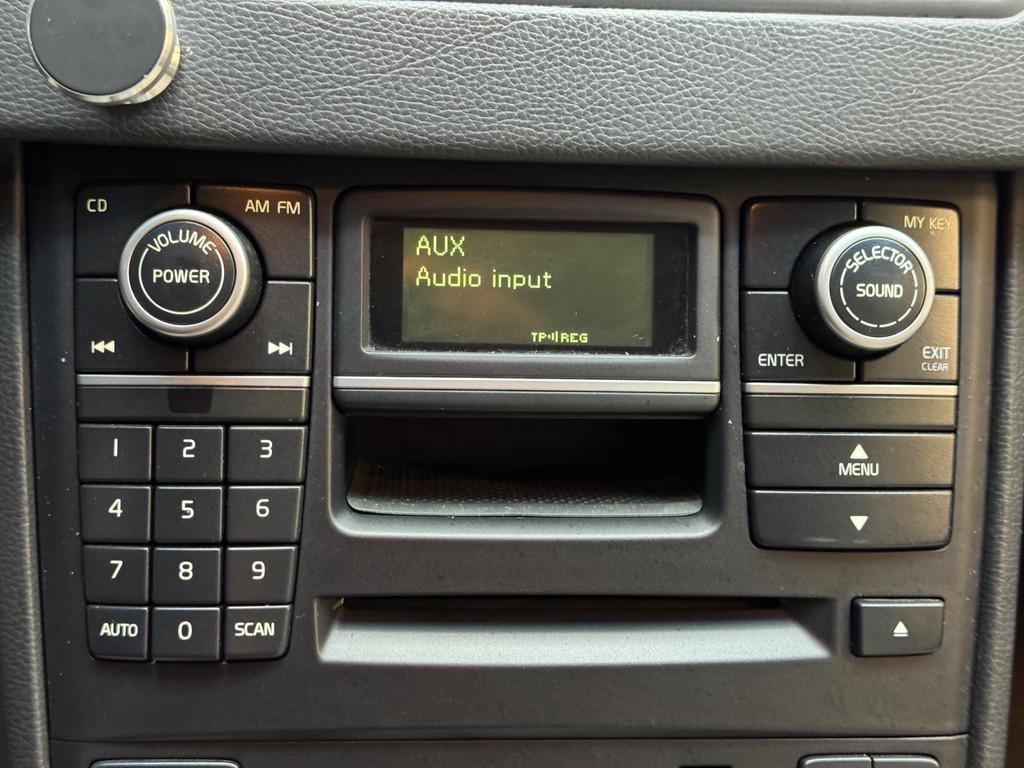 CD
AM FM
VOLUME
POWER
AUX
Audio input
TP REG
MY KEY
SELECTOR
SOUND
ENTER
EXIT
CLEAR
MENU
1 2 3
4 5 6
7 8 9
AUTO 0 SCAN